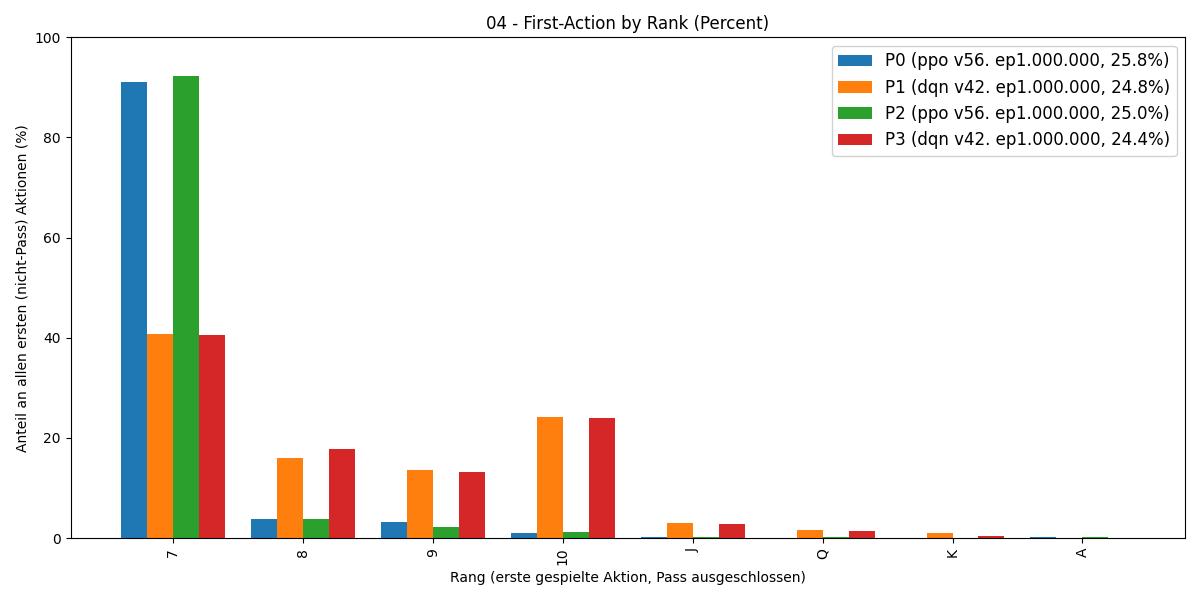 04 - First-Action by Rank (Percent)
Anteil an allen ersten (nicht-Pass) Aktionen (%)
100
80
60
40
20
0
P0 (ppo v56. ep1.000.000, 25.8%)
P1 (dqn v42. ep1.000.000, 24.8%)
P2 (ppo v56. ep1.000.000, 25.0%)
P3 (dqn v42. ep1.000.000, 24.4%)
7 8 9 10 J Q K A
Rang (erste gespielte Aktion, Pass ausgeschlossen)